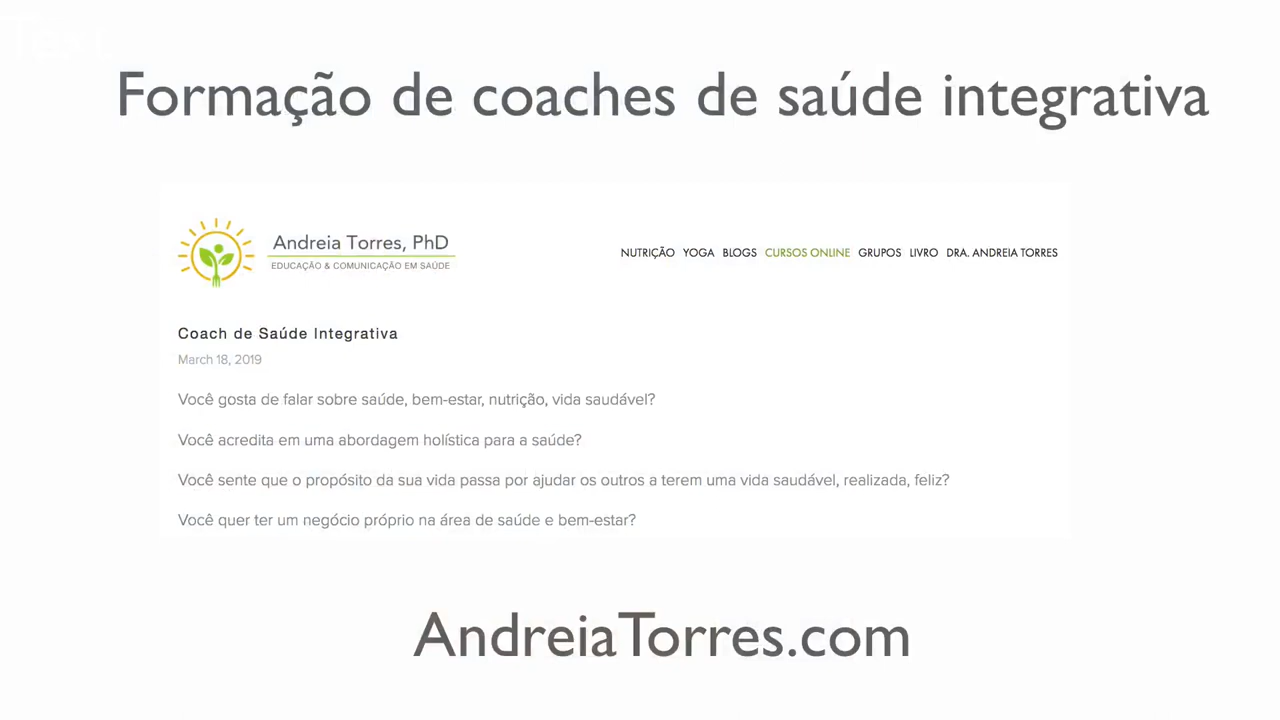 Formação de coaches de saúde integrativa
Andreia Torres, PhD
EDUCAÇÃO & COMUNICAÇÃO EM SAÚDE
NUTRIÇÃO YOGA BLOGS CURSOS ONLINE GRUPOS LIVRO DRA. ANDREIA TORRES
Coach de Saúde Integrativa
March 18, 2019
Você gosta de falar sobre saúde, bem-estar, nutrição, vida saudável?
Você acredita em uma abordagem holística para a saúde?
Você sente que o propósito da sua vida passa por ajudar os outros a terem uma vida saudável, realizada, feliz?
Você quer ter um negócio próprio na área de saúde e bem-estar?
AndreiaTorres.com